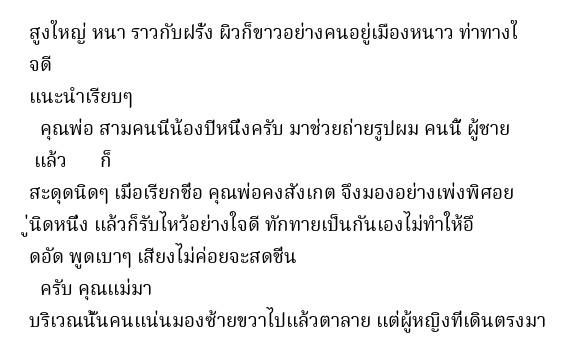 สูงใหญ่ หนา ราวกับฝรั่ง ผิวก็ขาวอย่างคนอยู่เมืองหนาว ท่าทางใ
จดี
แนะนำเรียบๆ
คุณพ่อ สามคนนี้น้องปีหนึ่งครับ มาช่วยถ่ายรูปผม คนนี้ ผู้ชาย
แล้ว ก็
สะดุดนิดๆ เมื่อเรียกชื่อ คุณพ่อคงสังเกต จึงมองอย่างเพ่งพิศอย
ู่นิดหนึ่ง แล้วก็รับไหว้อย่างใจดี ทักทายเป็นกันเองไม่ทำให้อึ
ดอัด พูดเบาๆ เสียงไม่ค่อยจะสดชื่น
ครับ คุณแม่มา
บริเวณนั้นคนแน่นมองซ้ายขวาไปแล้วตาลาย แต่ผู้หญิงที่เดินตรงมา